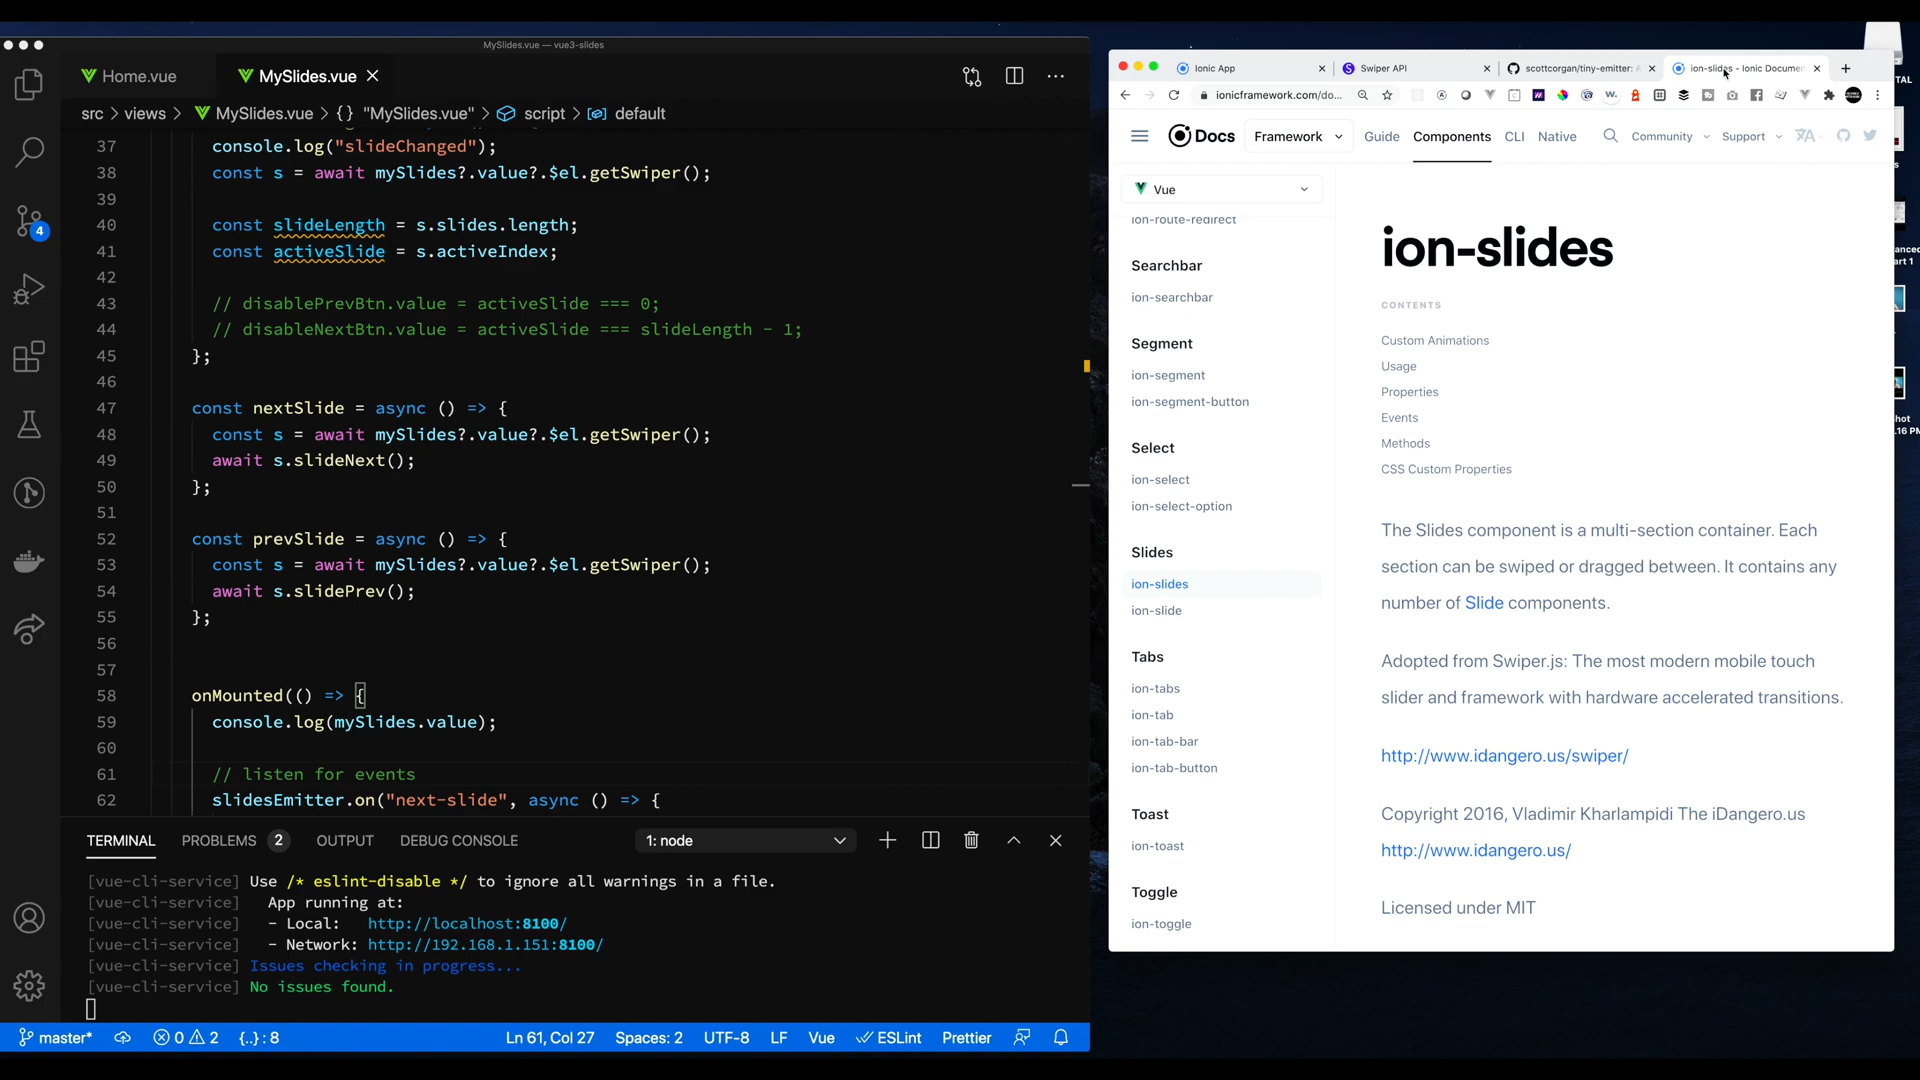 MySlides.vue — vue3-slides
Home.vue
MySlides.vue
src > views > MySlides.vue > {} "MySlides.vue" > script > default
37 console.log("slideChanged");
38 const s = await mySlides?.value?.$el.getSwiper();
39
40 const slideLength = s.slides.length;
41 const activeSlide = s.activeIndex;
42
43 // disablePrevBtn.value = activeSlide === 0;
44 // disableNextBtn.value = activeSlide === slideLength - 1;
45 };
46
47 const nextSlide = async () => {
48 const s = await mySlides?.value?.$el.getSwiper();
49 await s.slideNext();
50 };
51
52 const prevSlide = async () => {
53 const s = await mySlides?.value?.$el.getSwiper();
54 await s.slidePrev();
55 };
56
57
58 onMounted(() => {
59 console.log(mySlides.value);
60
61 // listen for events
62 slidesEmitter.on("next-slide", async () => {
4
TERMINAL PROBLEMS 2 OUTPUT DEBUG CONSOLE 1: node
[vue-cli-service] Use /* eslint-disable */ to ignore all warnings in a file.
[vue-cli-service] App running at:
[vue-cli-service] - Local: http://localhost:8100/
[vue-cli-service] - Network: http://192.168.1.151:8100/
[vue-cli-service] Issues checking in progress...
[vue-cli-service] No issues found.
master* 0 2 {..} : 8 Ln 61, Col 27 Spaces: 2 UTF-8 LF Vue ESLint Prettier
Ionic App
Swiper API
scottcorgan/tiny-emitter: A
ion-slides - Ionic Documen
ionicframework.com/do...
Docs Framework Guide Components CLI Native Community Support
Vue
ion-route-redirect
Searchbar
ion-searchbar
Segment
ion-segment
ion-segment-button
Select
ion-select
ion-select-option
Slides
ion-slides
ion-slide
Tabs
ion-tabs
ion-tab
ion-tab-bar
ion-tab-button
Toast
ion-toast
Toggle
ion-toggle
ion-slides
CONTENTS
Custom Animations
Usage
Properties
Events
Methods
CSS Custom Properties
The Slides component is a multi-section container. Each
section can be swiped or dragged between. It contains any
number of Slide components.
Adopted from Swiper.js: The most modern mobile touch
slider and framework with hardware accelerated transitions.
http://www.idangero.us/swiper/
Copyright 2016, Vladimir Kharlampidi The iDangero.us
http://www.idangero.us/
Licensed under MIT
TAL
anced
art 1
hot
.16 PM